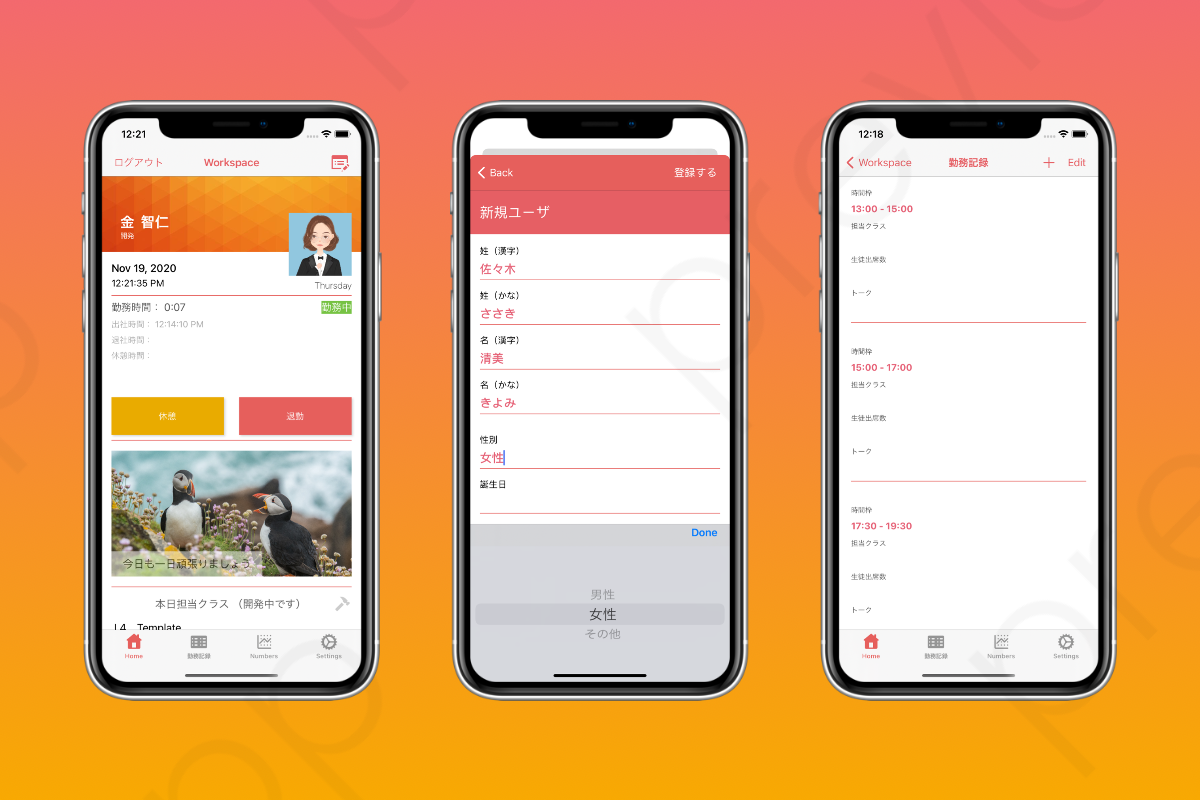 12:21
ログアウト Workspace
金 智仁
開発
Nov 19, 2020
12:21:35 PM
Thursday
勤務時間： 0:07
勤務中
出社時間： 12:14:10 PM
退社時間：
休憩時間：
休憩 退勤
今日も一日頑張りましょう
本日担当クラス （開発中です）
L4 Template
Home 勤務記録 Numbers Settings
Back 登録する
新規ユーザ
姓（漢字）
佐々木
姓（かな）
ささき
名（漢字）
清美
名（かな）
きよみ
性別
女性
誕生日
Done
男性
女性
その他
12:18
Workspace 勤務記録 + Edit
時間枠
13:00 - 15:00
担当クラス
生徒出席数
トーク
時間枠
15:00 - 17:00
担当クラス
生徒出席数
トーク
時間枠
17:30 - 19:30
担当クラス
生徒出席数
トーク
Home 勤務記録 Numbers Settings